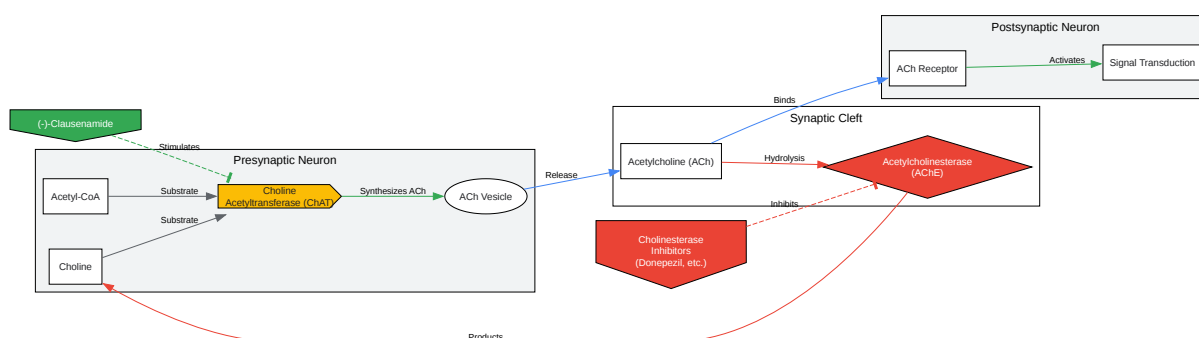 Postsynaptic Neuron
ACh Receptor
Activates
Signal Transduction
Binds
Synaptic Cleft
(-)-Clausenamide
Stimulates
Presynaptic Neuron
Acetyl-CoA
Substrate
Choline
Acetyltransferase (ChAT)
Synthesizes ACh
ACh Vesicle
Release
Acetylcholine (ACh)
Hydrolysis
Acetylcholinesterase
(AChE)
Substrate
Choline
Inhibits
Cholinesterase
Inhibitors
(Donepezil, etc.)
Products